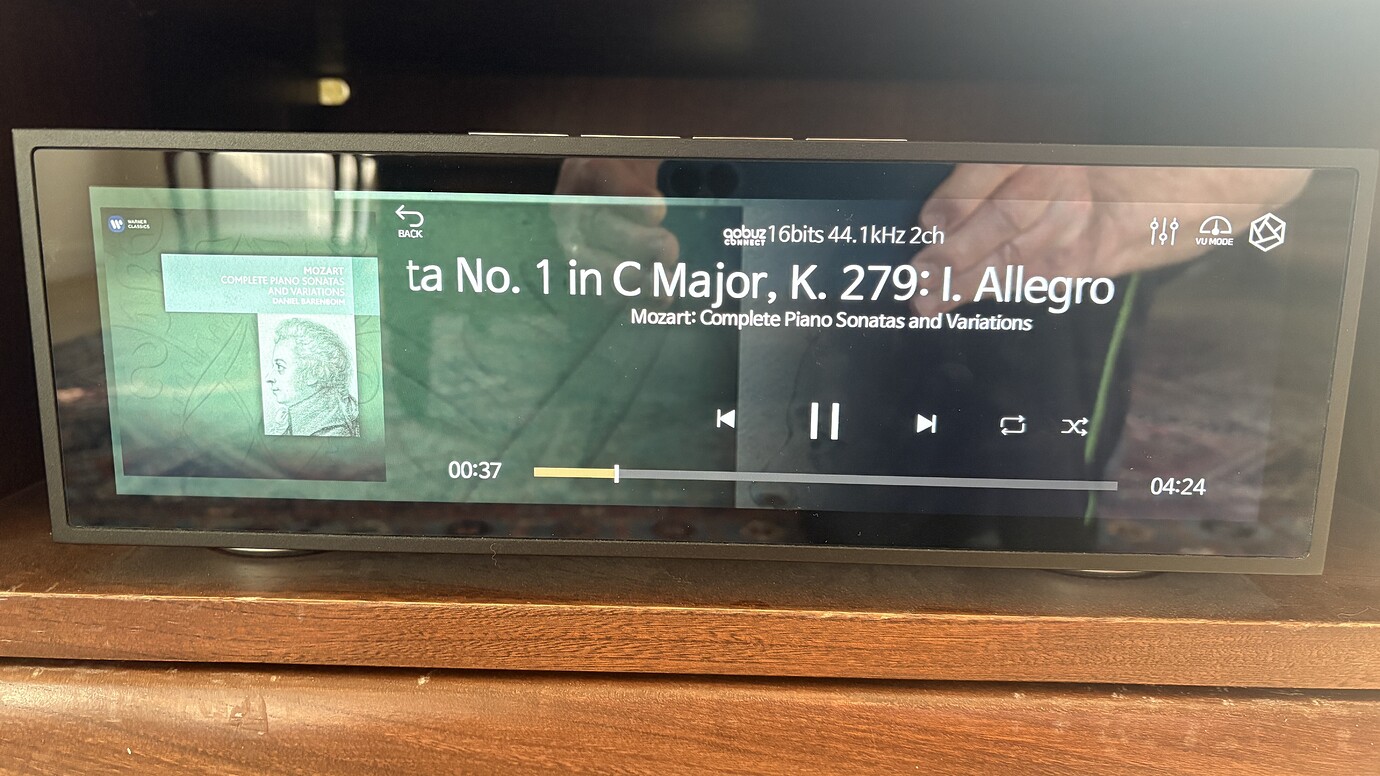 WARNER
CLASSICS
MOZART
COMPLETE PIANO SONATAS
AND VARIATIONS
DANIEL BARENBOIM
BACK
qobuz
CONNECT
16bits 44.1kHz 2ch
VU MODE
ta No. 1 in C Major, K. 279: I. Allegro
Mozart: Complete Piano Sonatas and Variations
00:37
04:24